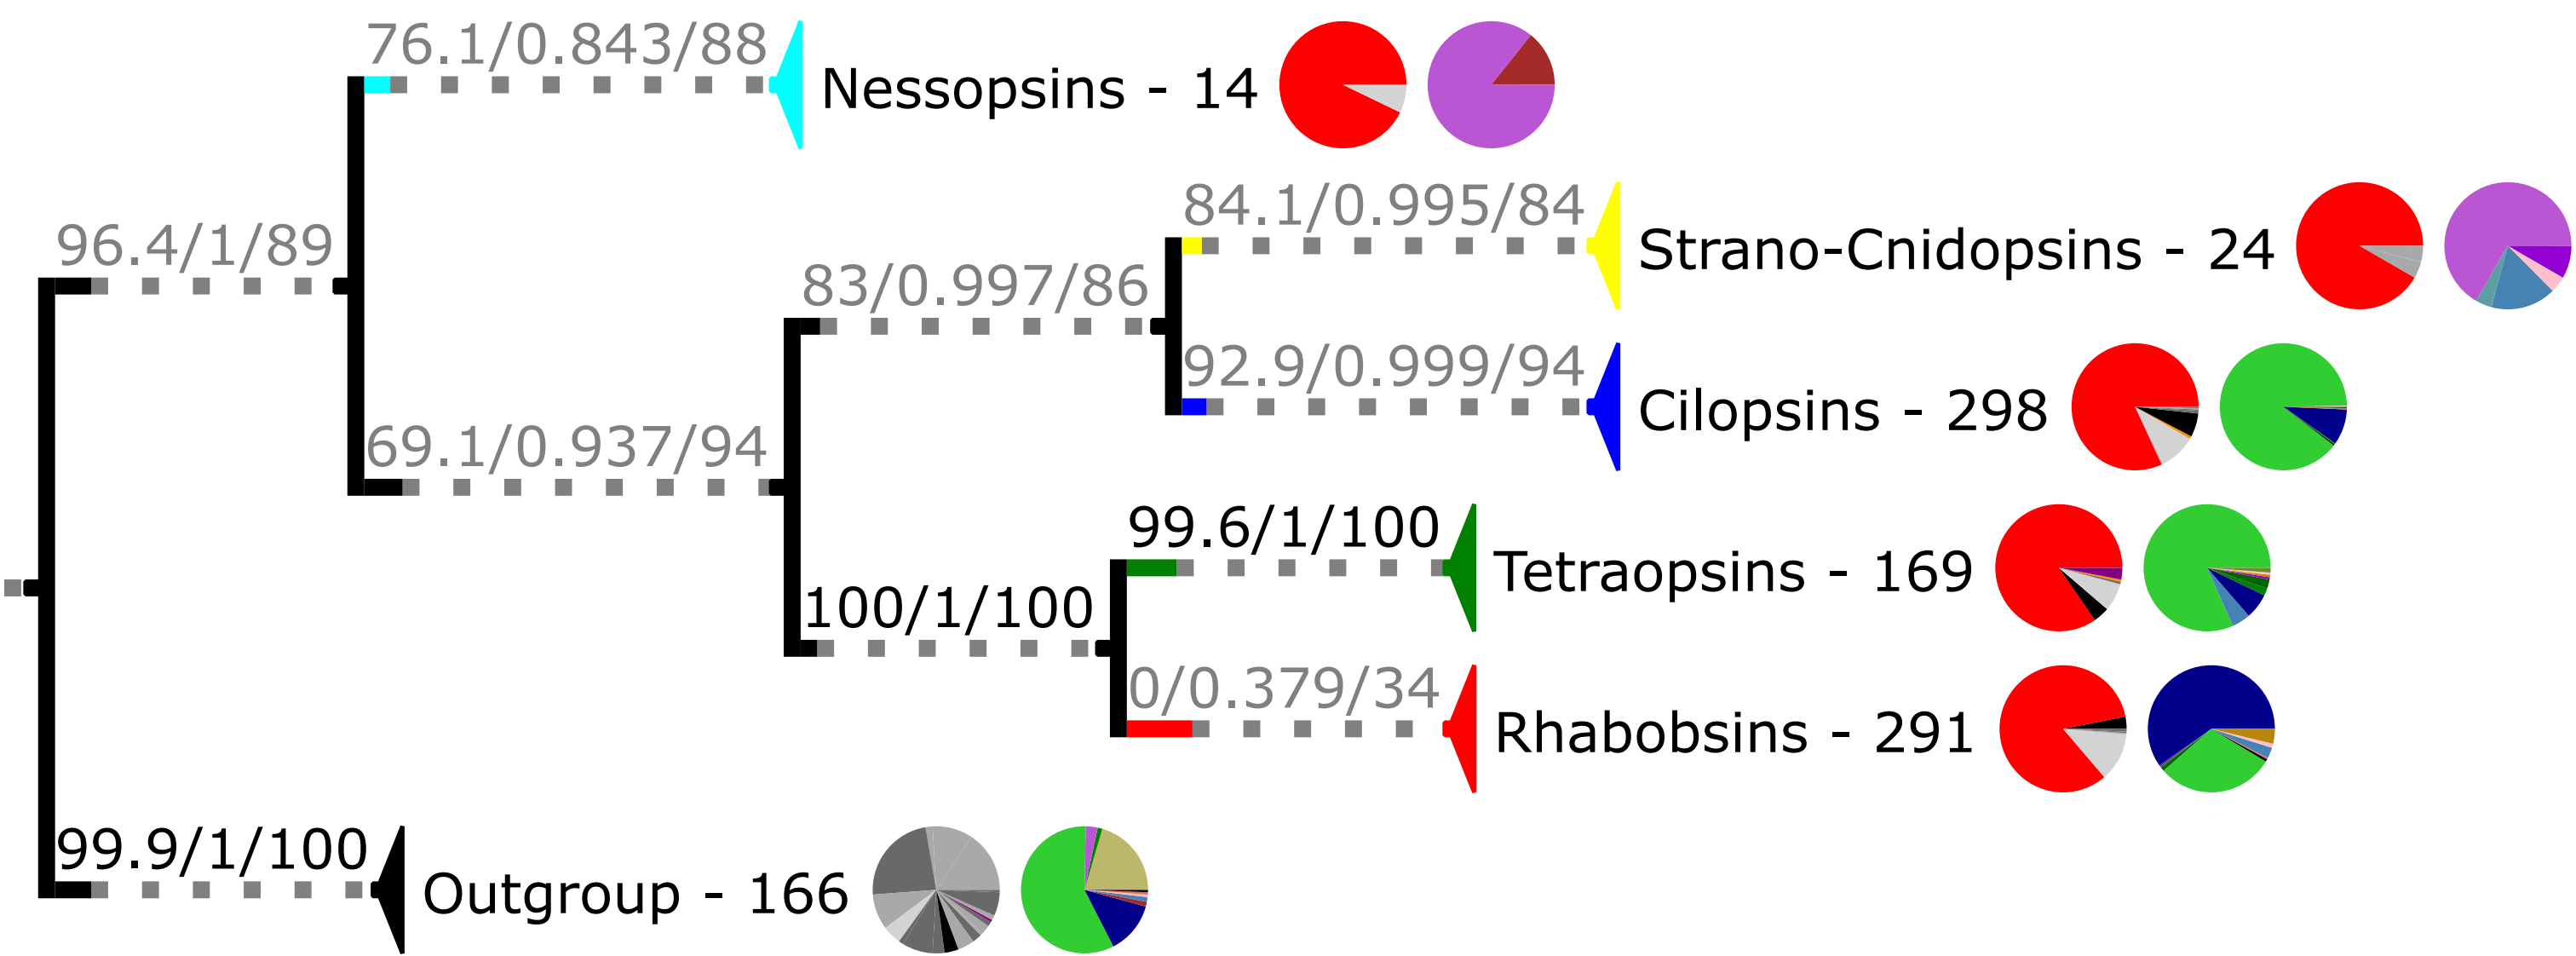 76.1/0.843/88
Nessopsins - 14
84.1/0.995/84
96.4/1/89
Strano-Cnidopsins - 24
83/0.997/86
92.9/0.999/94
Cilopsins - 298
69.1/0.937/94
99.6/1/100
Tetraopsins - 169
100/1/100
0/0.379/34
Rhabobsins - 291
99.9/1/100
Outgroup - 166